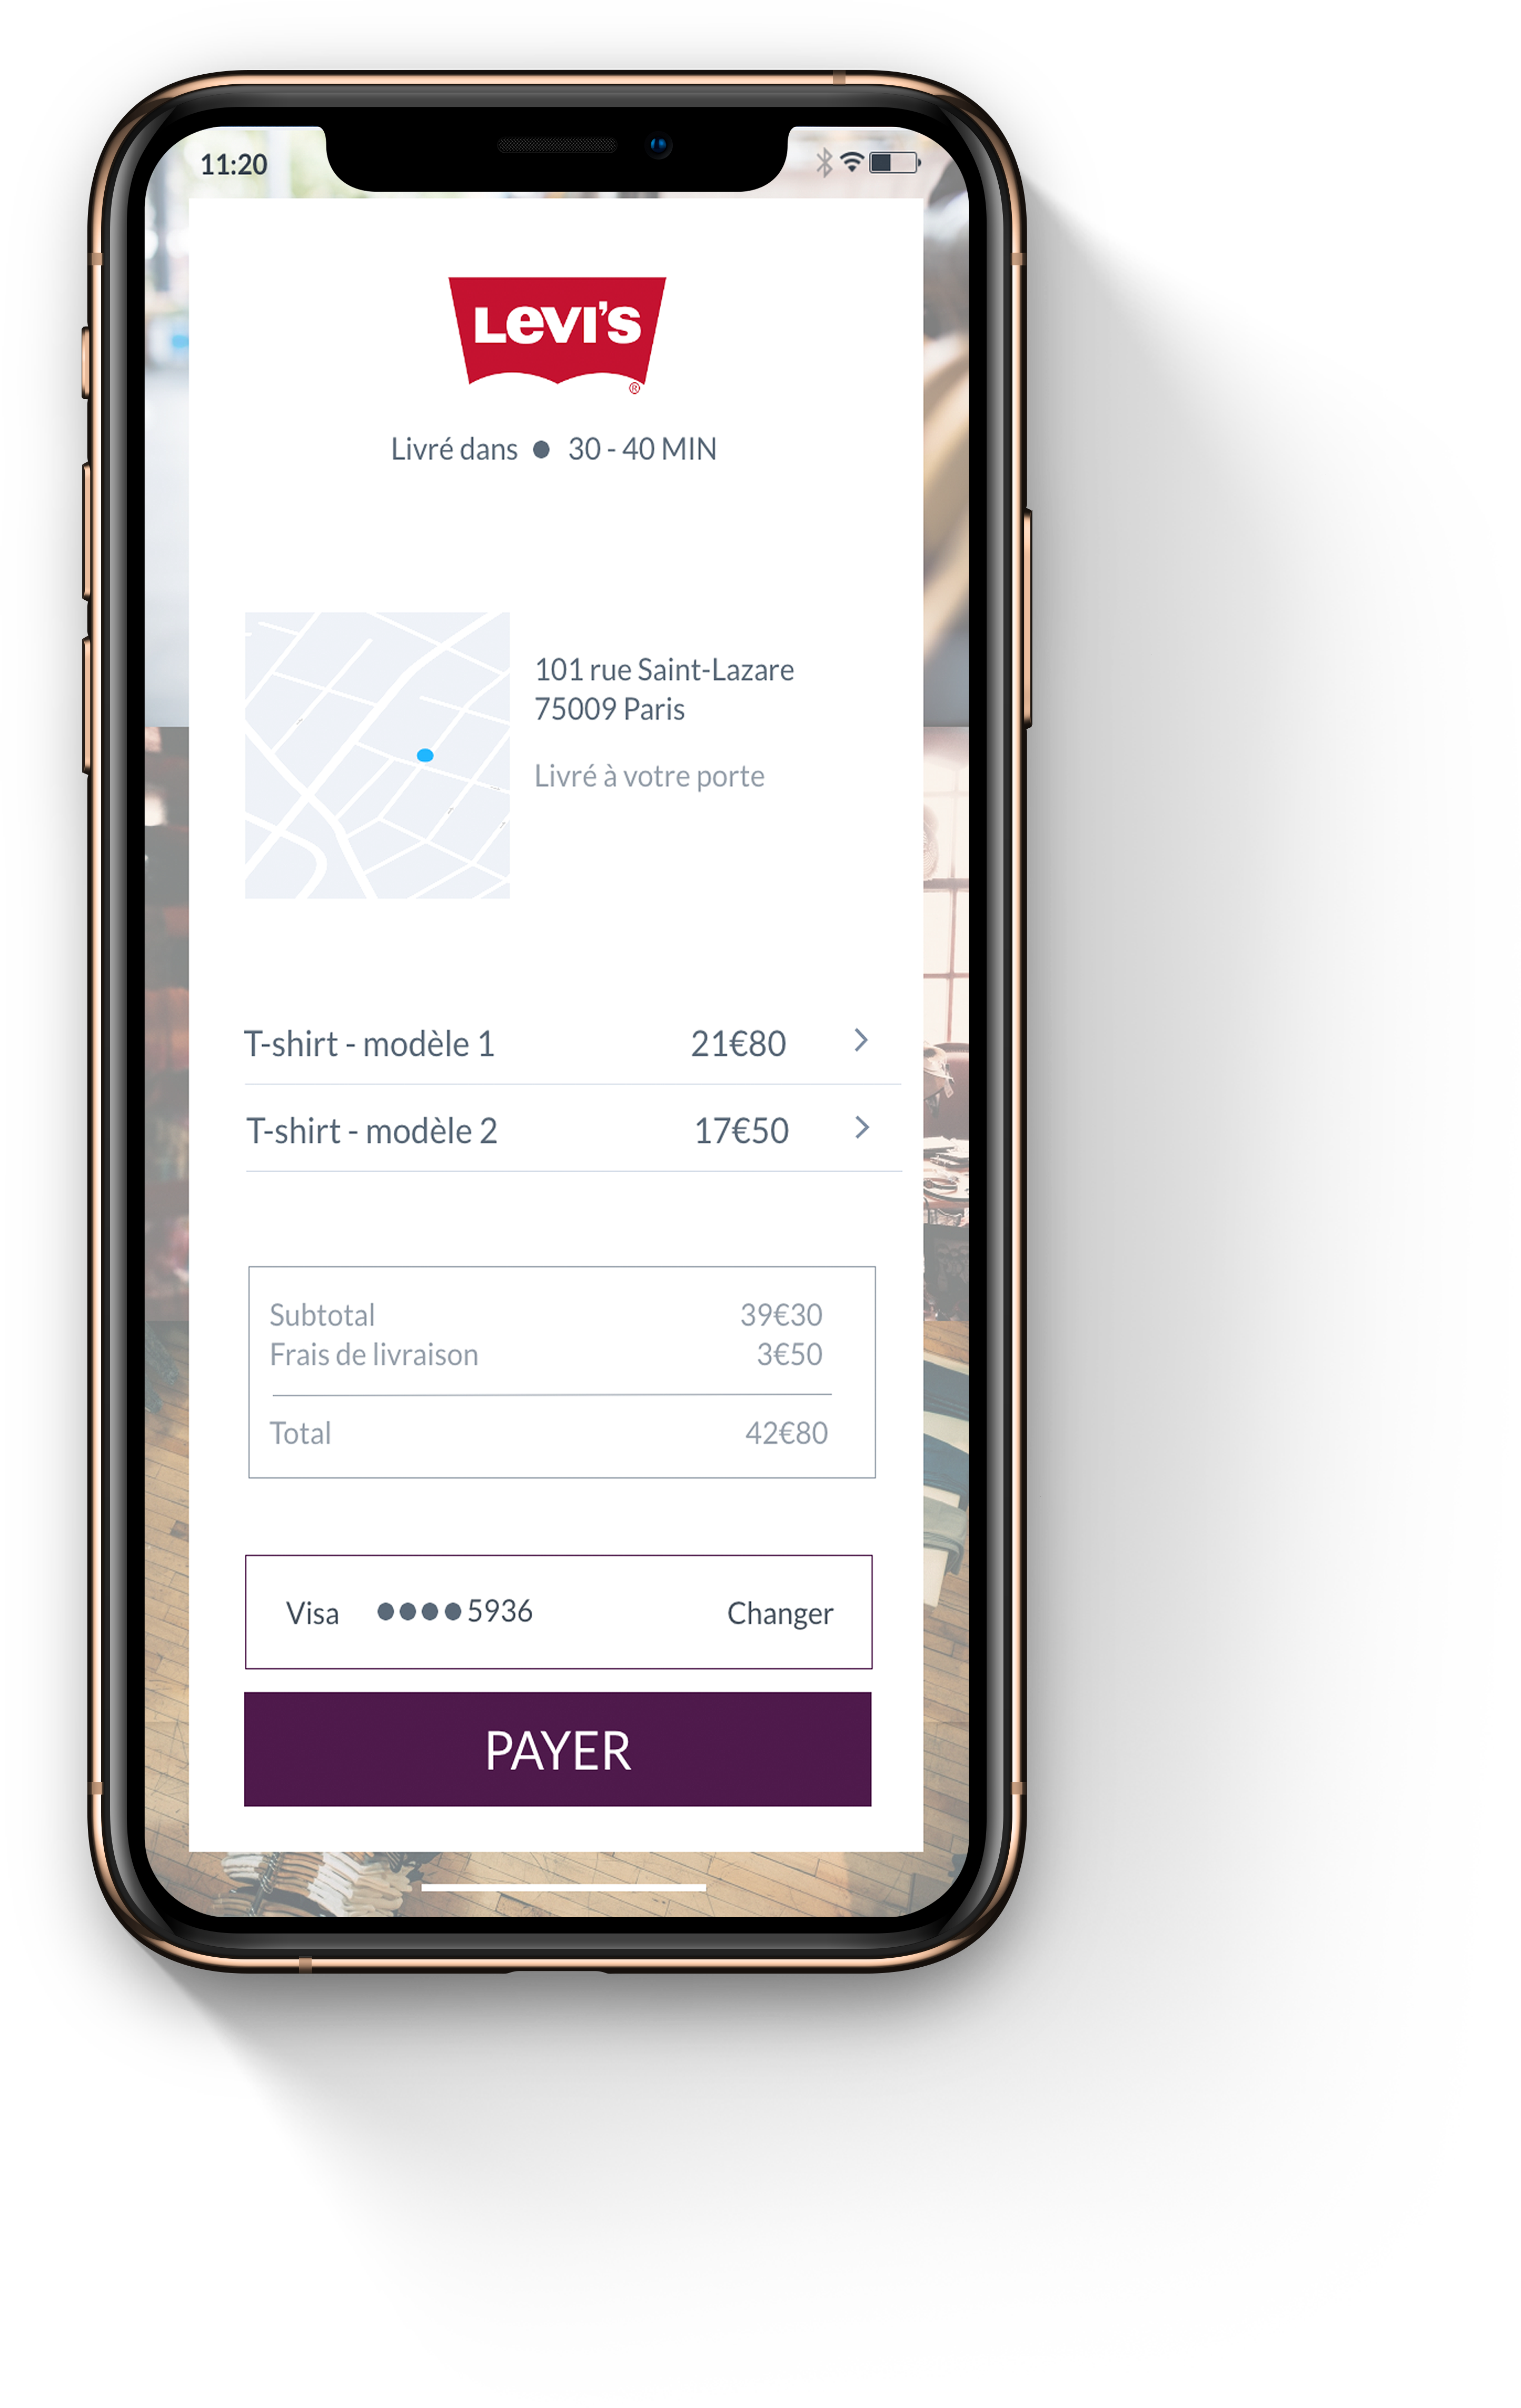 11:20
Levi's
®
Livré dans ● 30 - 40 MIN
101 rue Saint-Lazare
75009 Paris
Livré à votre porte
T-shirt - modèle 1 21€80 >
T-shirt - modèle 2 17€50 >
Subtotal 39€30
Frais de livraison 3€50
Total 42€80
Visa ●●●●5936 Changer
PAYER